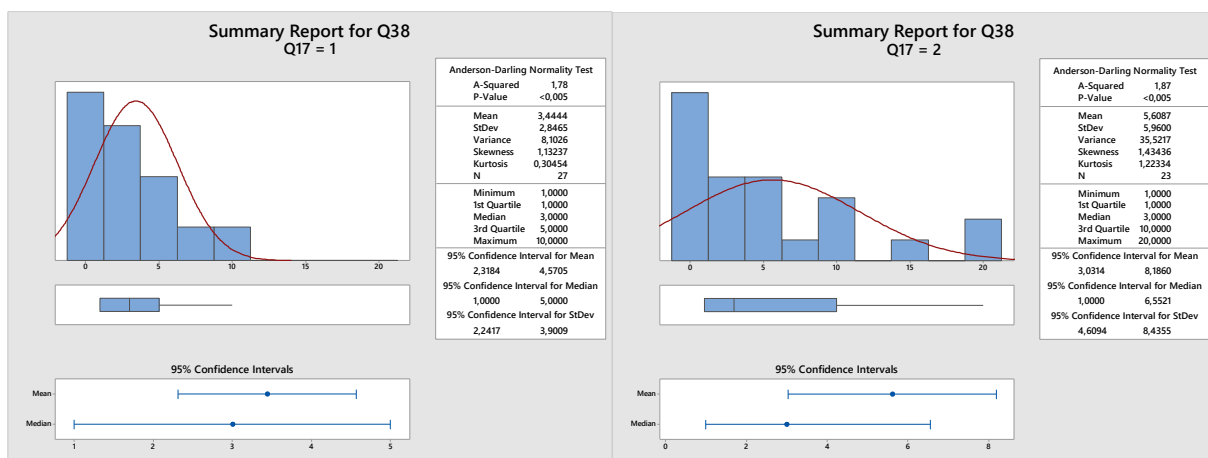 Summary Report for Q38
Q17 = 1
Anderson-Darling Normality Test
A-Squared 1,78
P-Value <0,005
Mean 3,4444
StDev 2,8465
Variance 8,1026
Skewness 1,13237
Kurtosis 0,30454
N 27
Minimum 1,0000
1st Quartile 1,0000
Median 3,0000
3rd Quartile 5,0000
Maximum 10,0000
95% Confidence Interval for Mean
2,3184 4,5705
95% Confidence Interval for Median
1,0000 5,0000
95% Confidence Interval for StDev
2,2417 3,9009
0 5 10 15 20
95% Confidence Intervals
Mean
Median
1 2 3 4 5
Summary Report for Q38
Q17 = 2
Anderson-Darling Normality Test
A-Squared 1,87
P-Value <0,005
Mean 5,6087
StDev 5,9600
Variance 35,5217
Skewness 1,43436
Kurtosis 1,22334
N 23
Minimum 1,0000
1st Quartile 1,0000
Median 3,0000
3rd Quartile 10,0000
Maximum 20,0000
95% Confidence Interval for Mean
3,0314 8,1860
95% Confidence Interval for Median
1,0000 6,5521
95% Confidence Interval for StDev
4,6094 8,4355
0 5 10 15 20
95% Confidence Intervals
Mean
Median
0 2 4 6 8